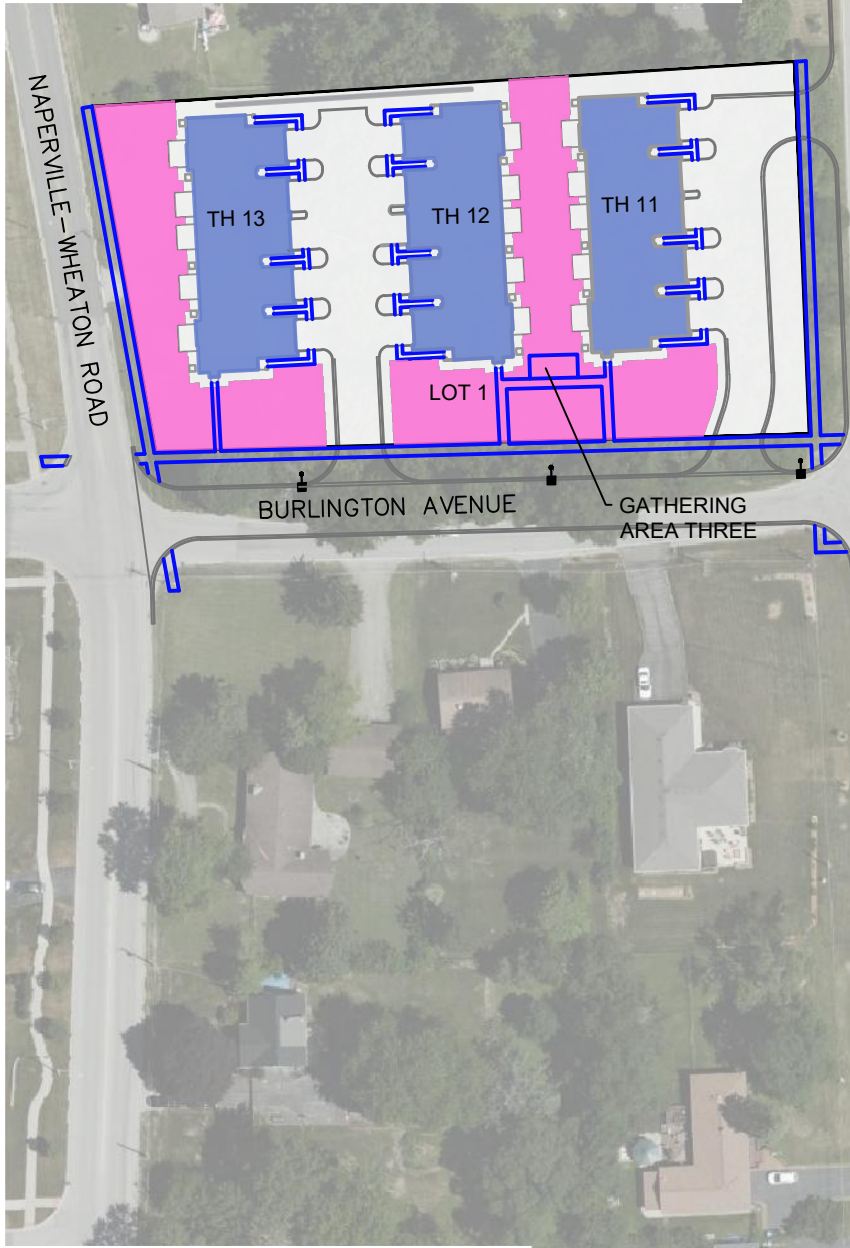 NAPERVILLE-WHEATON ROAD
TH 13
TH 12
TH 11
LOT 1
BURLINGTON AVENUE
GATHERING
AREA THREE